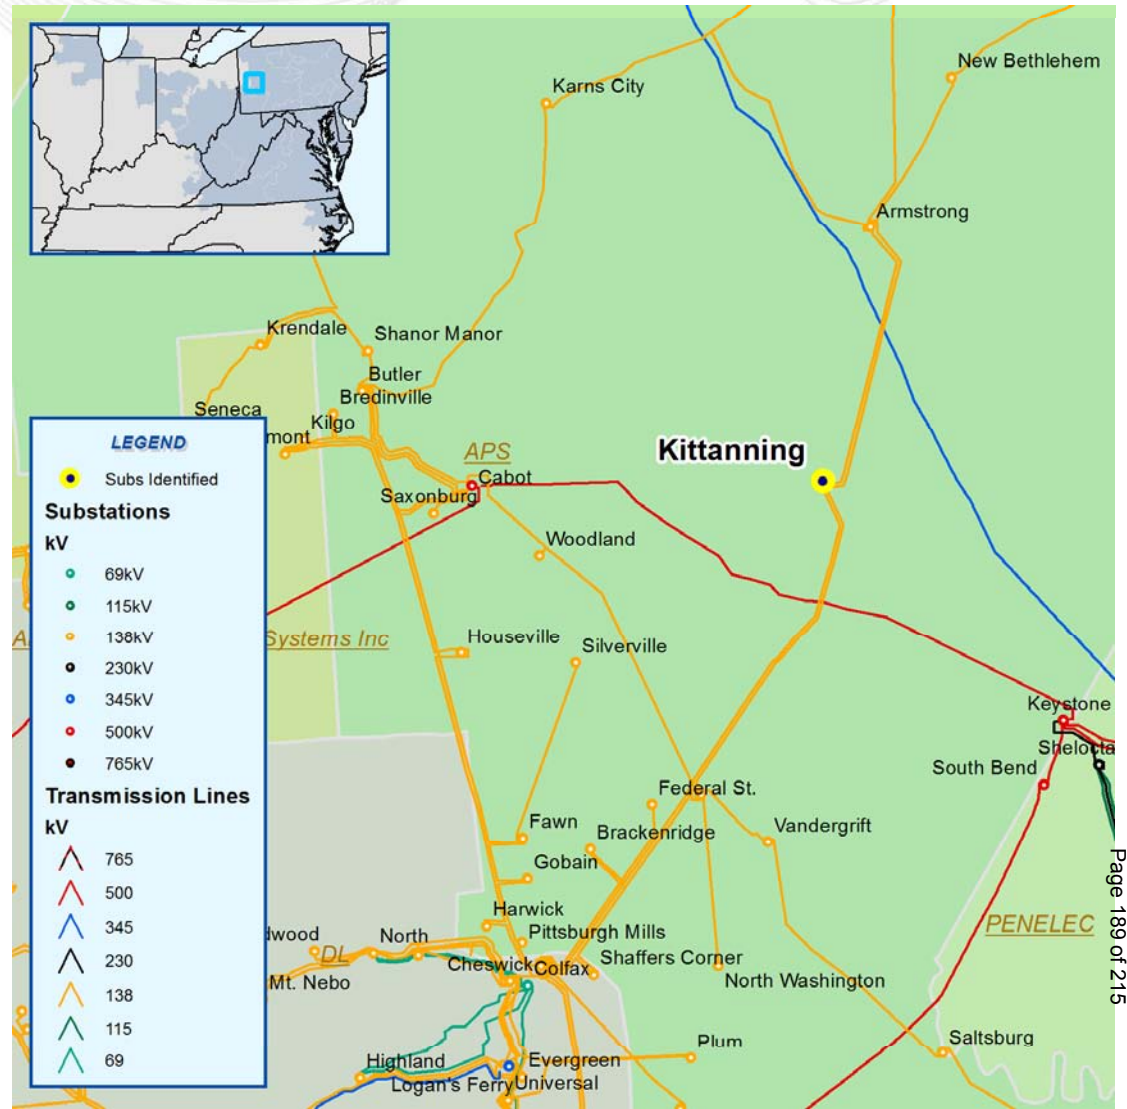 New Bethlehem
Karns City
Armstrong
Krendale
Shanor Manor
Butler
Bredinville
Seneca
Kilgo
mont
APS
Kittanning
Cabot
Saxonburg
Woodland
LEGEND
Subs Identified
Substations
kV
69kV
115kV
138kV
230kV
345kV
500kV
765kV
Transmission Lines
kV
765
500
345
230
138
115
69
Systems Inc
Houseville
Silverville
Keystone
Shelocta
South Bend
Federal St.
Fawn
Brackenridge
Vandergrift
Gobain
Harwick
Pittsburgh Mills
PENELEC
dwood
North
DL
Shaffers Corner
Cheswick
Colfax
Mt. Nebo
North Washington
Saltsburg
Plum
Highland
Evergreen
Logan's Ferry
Universal
Page 189 of 215